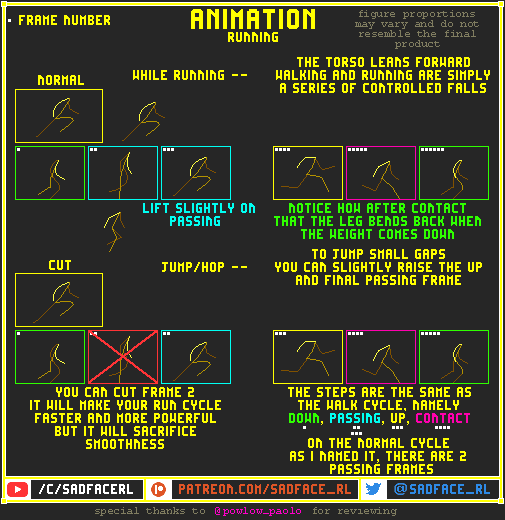 FRAME NUMBER
ANIMATION
RUNNING
figure proportions
may vary and do not
resemble the final
product
NORMAL
WHILE RUNNING --
THE TORSO LEANS FORWARD
WALKING AND RUNNING ARE SIMPLY
A SERIES OF CONTROLLED FALLS
LIFT SLIGHTLY ON
PASSING
NOTICE HOW AFTER CONTACT
THAT THE LEG BENDS BACK WHEN
THE WEIGHT COMES DOWN
CUT
JUMP/HOP --
TO JUMP SMALL GAPS
YOU CAN SLIGHTLY RAISE THE UP
AND FINAL PASSING FRAME
YOU CAN CUT FRAME 2
IT WILL MAKE YOUR RUN CYCLE
FASTER AND MORE POWERFUL
BUT IT WILL SACRIFICE
SMOOTHNESS
THE STEPS ARE THE SAME AS
THE WALK CYCLE, NAMELY
DOWN, PASSING, UP, CONTACT
ON THE NORMAL CYCLE
AS I NAMED IT, THERE ARE 2
PASSING FRAMES
/C/SADFACERL
PATREON.COM/SADFACE_RL
@SADFACE_RL
special thanks to @powlow_paolo for reviewing